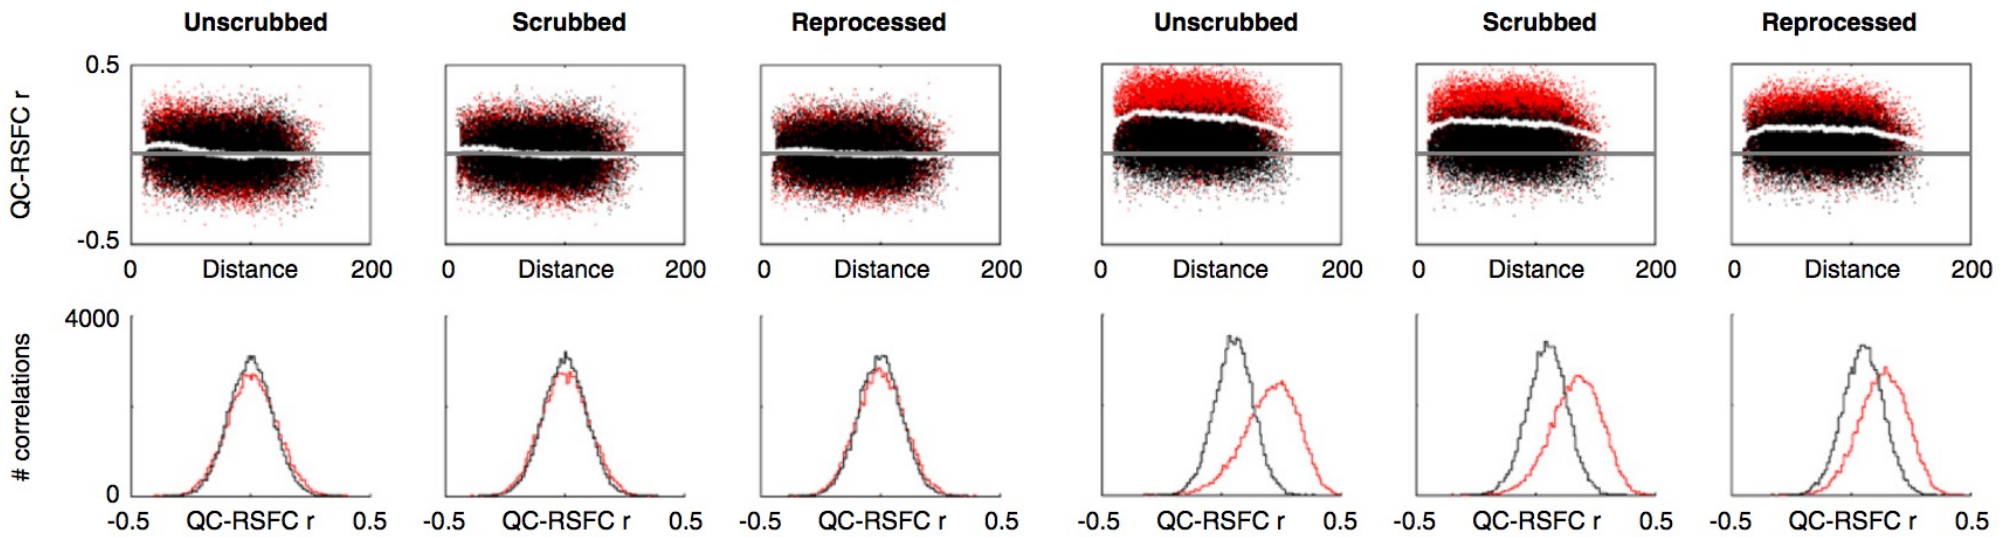 Unscrubbed Scrubbed Reprocessed Unscrubbed Scrubbed Reprocessed
0.5
QC-RSFC r
-0.5
0 Distance 200 0 Distance 200 0 Distance 200 0 Distance 200 0 Distance 200 0 Distance 200
4000
# correlations
0
-0.5 QC-RSFC r 0.5 -0.5 QC-RSFC r 0.5 -0.5 QC-RSFC r 0.5 -0.5 QC-RSFC r 0.5 -0.5 QC-RSFC r 0.5 -0.5 QC-RSFC r 0.5